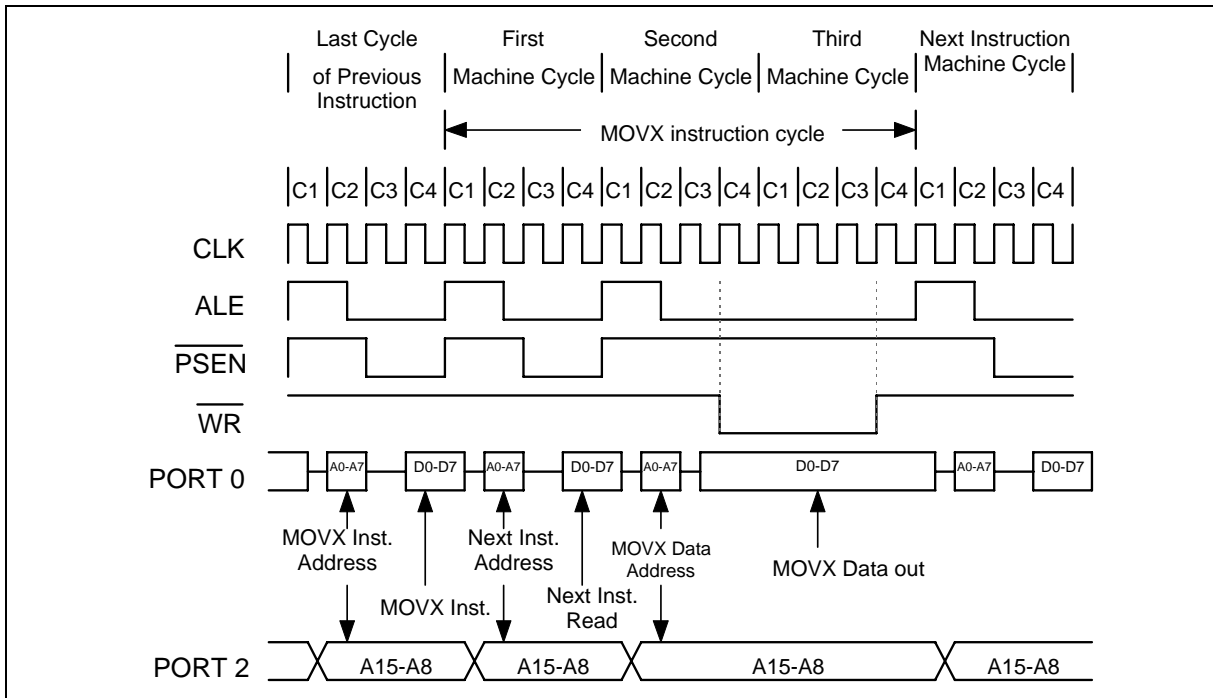 Last Cycle of Previous Instruction
First Machine Cycle
Second Machine Cycle
Third Machine Cycle
Next Instruction Machine Cycle
MOVX instruction cycle
C1 C2 C3 C4 C1 C2 C3 C4 C1 C2 C3 C4 C1 C2 C3 C4 C1 C2 C3 C4
CLK
ALE
PSEN
WR
PORT 0
A0-A7 D0-D7 A0-A7 D0-D7 A0-A7 D0-D7 A0-A7 D0-D7
MOVX Inst. Address
MOVX Inst.
Next Inst. Address
Next Inst. Read
MOVX Data Address
MOVX Data out
PORT 2
A15-A8 A15-A8 A15-A8 A15-A8